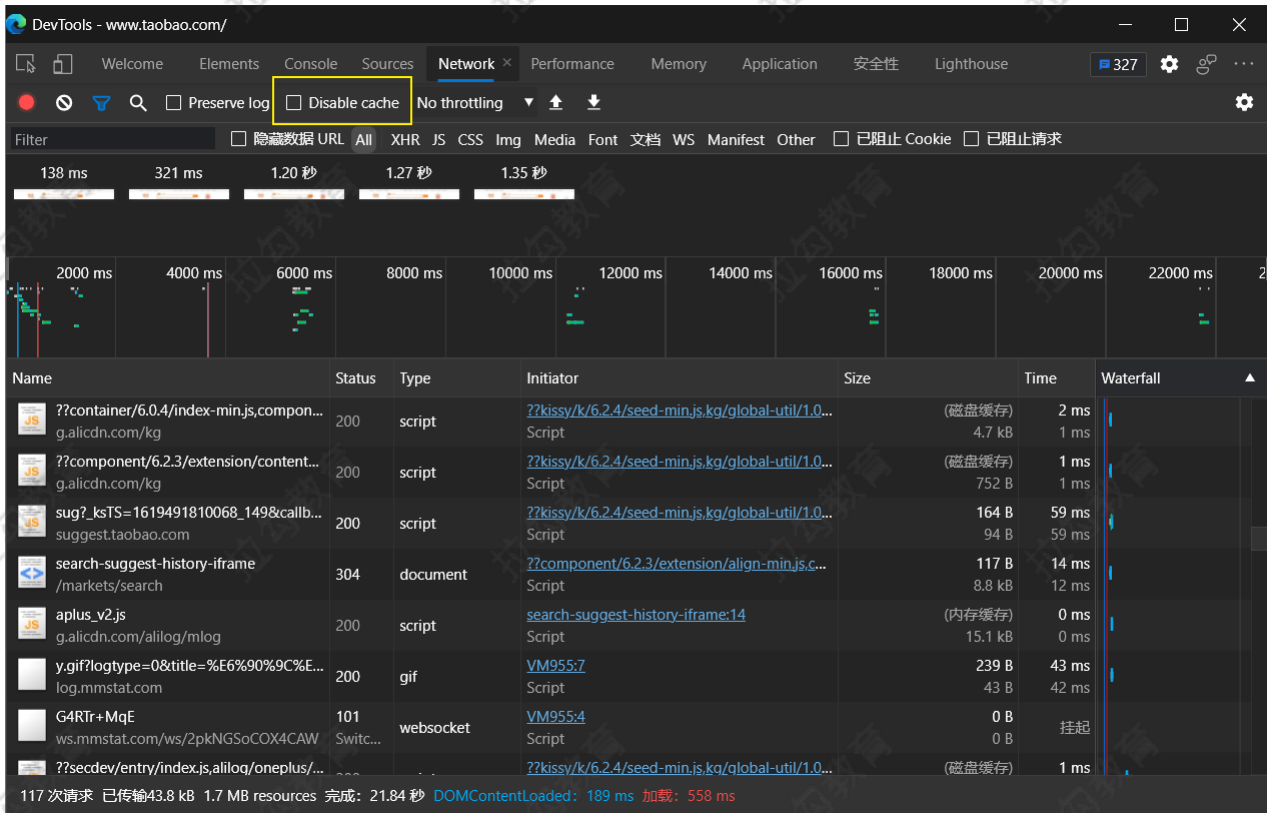 DevTools - www.taobao.com/
Welcome Elements Console Sources Network Performance Memory Application 安全性 Lighthouse 327
Preserve log Disable cache No throttling
Filter 隐藏数据 URL All XHR JS CSS Img Media Font 文档 WS Manifest Other 已阻止 Cookie 已阻止请求
138 ms 321 ms 1.20 秒 1.27 秒 1.35 秒
2000 ms 4000 ms 6000 ms 8000 ms 10000 ms 12000 ms 14000 ms 16000 ms 18000 ms 20000 ms 22000 ms 2
Name Status Type Initiator Size Time Waterfall
??container/6.0.4/index-min.js,compon... 200 script ??kissy/k/6.2.4/seed-min.js,kg/global-util/1.0... (磁盘缓存) 2 ms
g.alicdn.com/kg Script 4.7 kB 1 ms
??component/6.2.3/extension/content... 200 script ??kissy/k/6.2.4/seed-min.js,kg/global-util/1.0... (磁盘缓存) 1 ms
g.alicdn.com/kg Script 752 B 1 ms
sug?_ksTS=1619491810068_149&callb... 200 script ??kissy/k/6.2.4/seed-min.js,kg/global-util/1.0... 164 B 59 ms
suggest.taobao.com Script 94 B 59 ms
search-suggest-history-iframe 304 document ??component/6.2.3/extension/align-min.js,c... 117 B 14 ms
/markets/search Script 8.8 kB 12 ms
aplus_v2.js 200 script search-suggest-history-iframe:14 (内存缓存) 0 ms
g.alicdn.com/alilog/mlog Script 15.1 kB 0 ms
y.gif?logtype=0&title=%E6%90%9C%E... 200 gif VM955:7 239 B 43 ms
log.mmstat.com Script 43 B 42 ms
G4RTr+MqE 101 websocket VM955:4 0 B 挂起
ws.mmstat.com/ws/2pkNGSoCOX4CAW Switc... Script 0 B
??secdev/entry/index.js,alilog/oneplus/... ??kissy/k/6.2.4/seed-min.js,kg/global-util/1.0... (磁盘缓存) 1 ms
117 次请求 已传输43.8 kB 1.7 MB resources 完成：21.84 秒 DOMContentLoaded：189 ms 加载：558 ms
拉勾教育